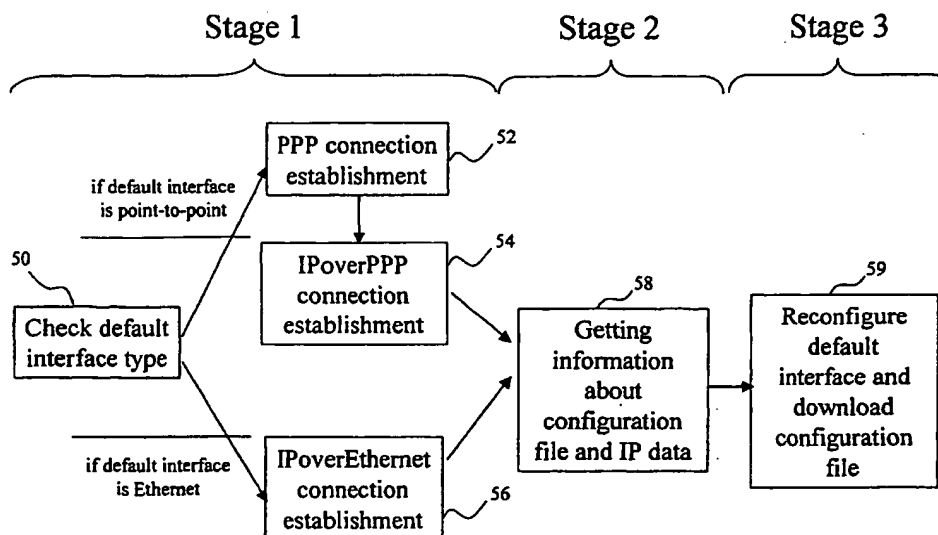 Stage 1
Stage 2
Stage 3
PPP connection
establishment
52
if default interface
is point-to-point
IPoverPPP
connection
establishment
54
50
Check default
interface type
58
Getting
information
about
configuration
file and IP data
59
Reconfigure
default
interface and
download
configuration
file
if default interface
is Ethernet
IPoverEthernet
connection
establishment
56